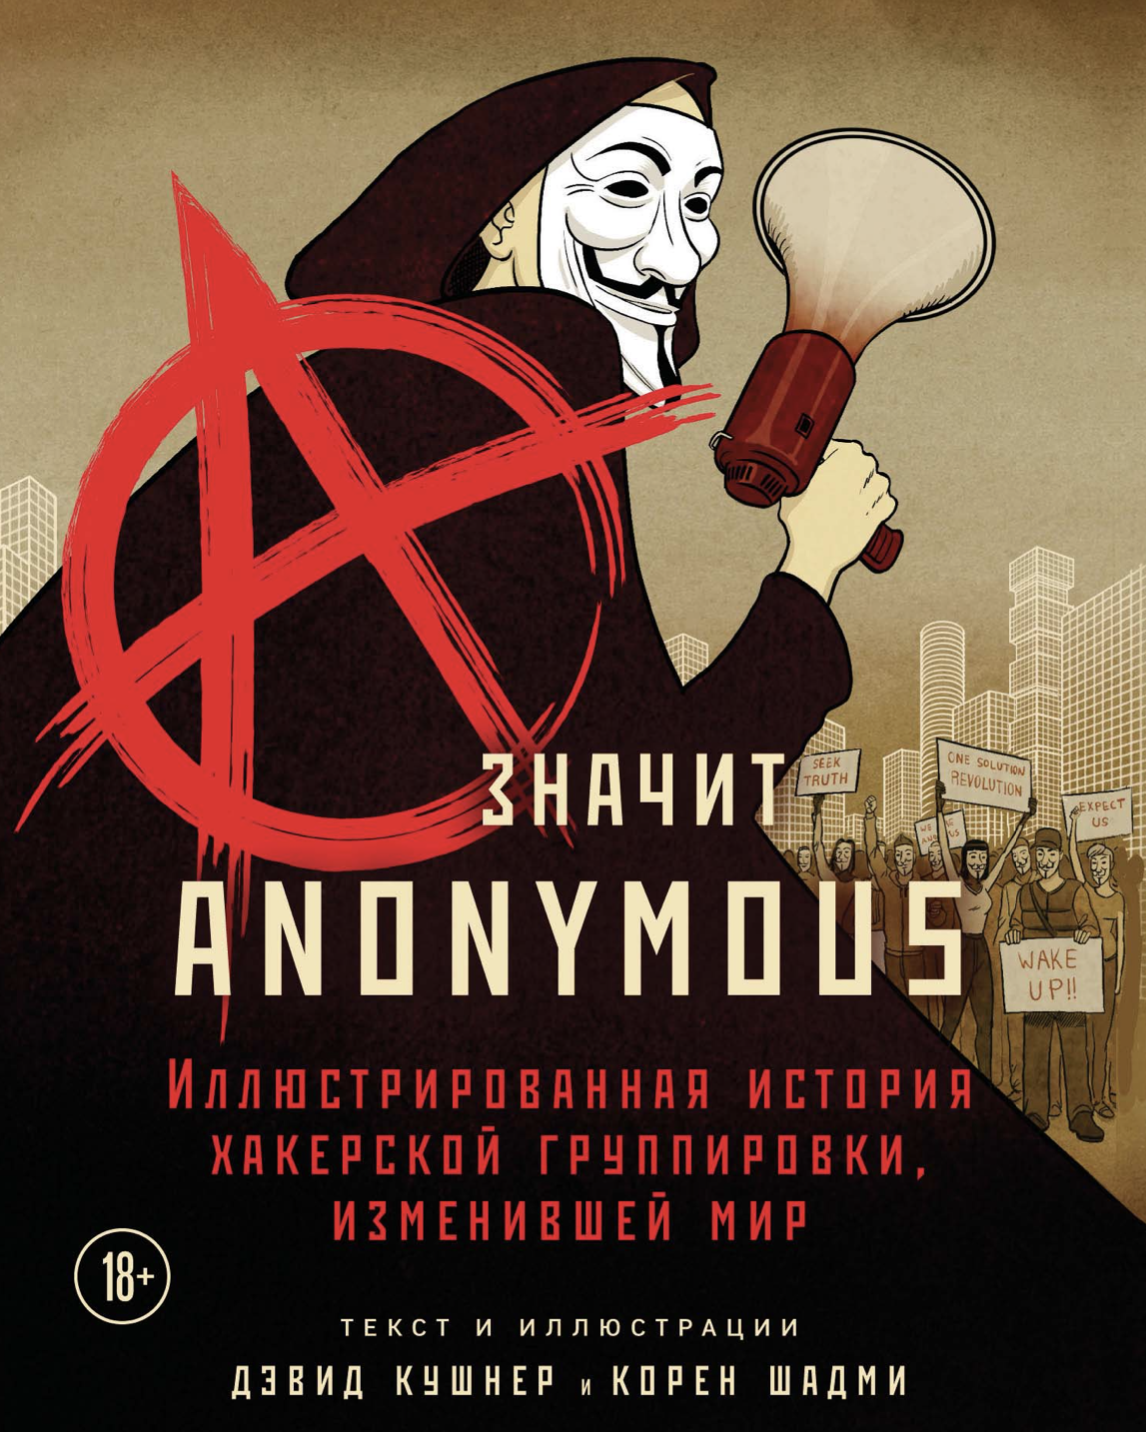 A
ЗНАЧИТ
ANONYMOUS
SEEK
TRUTH
ONE SOLUTION
REVOLUTION
EXPECT
US
WAKE
UP!!
Иллюстрированная история
хакерской группировки,
изменившей мир
18+
ТЕКСТ И ИЛЛЮСТРАЦИИ
ДЭВИД КУШНЕР и КОРЕН ШАДМИ